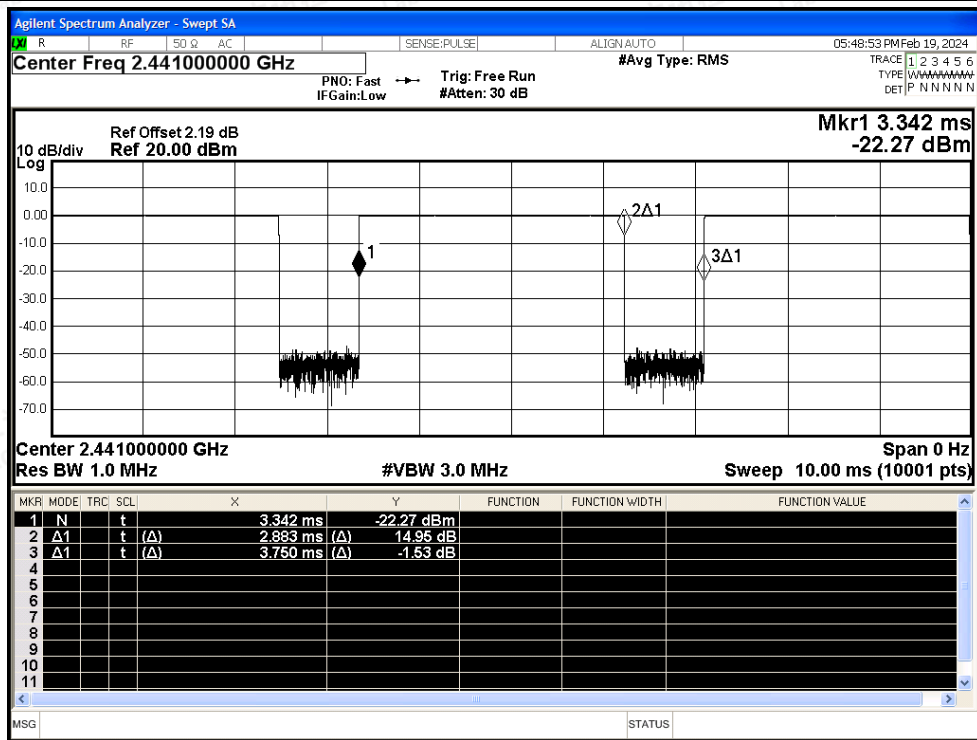 Agilent Spectrum Analyzer - Swept SA
LXI R RF 50 Ω AC SENSE:PULSE ALIGN AUTO 05:48:53 PM Feb 19, 2024
Center Freq 2.441000000 GHz #Avg Type: RMS TRACE 1 2 3 4 5 6
PNO: Fast Trig: Free Run TYPE WWWWWW
IFGain:Low #Atten: 30 dB DET P N N N N N
Mkr1 3.342 ms
Ref Offset 2.19 dB
10 dB/div Ref 20.00 dBm -22.27 dBm
Log
10.0
0.00
2Δ1
-10.0
1
3Δ1
-20.0
-30.0
-40.0
-50.0
-60.0
-70.0
Center 2.441000000 GHz Span 0 Hz
Res BW 1.0 MHz #VBW 3.0 MHz Sweep 10.00 ms (10001 pts)
MKR MODE TRC SCL X Y FUNCTION FUNCTION WIDTH FUNCTION VALUE
1 N t 3.342 ms -22.27 dBm
2 Δ1 t (Δ) 2.883 ms (Δ) 14.95 dB
3 Δ1 t (Δ) 3.750 ms (Δ) -1.53 dB
4
5
6
7
8
9
10
11
MSG STATUS